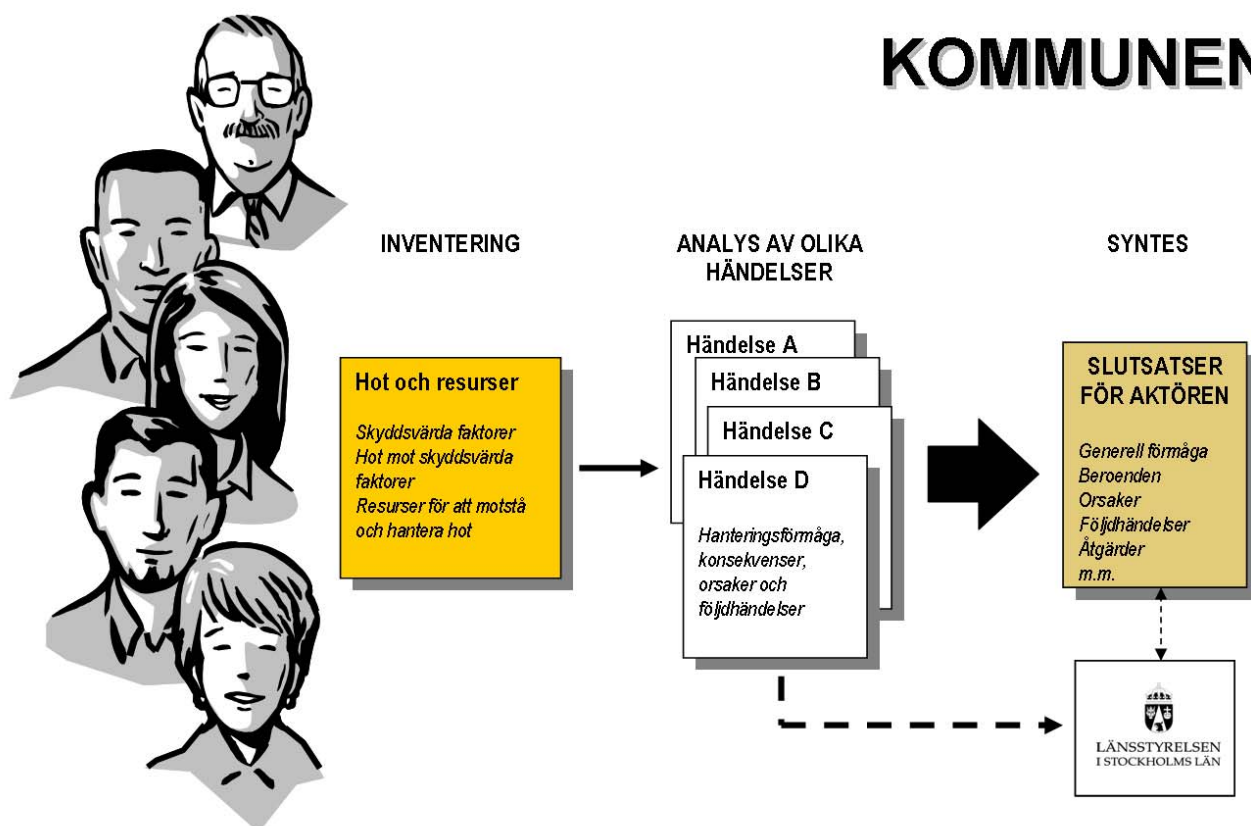 KOMMUNEN
INVENTERING
ANALYS AV OLIKA
HÄNDELSER
SYNTES
Hot och resurser
Skyddsvärda faktorer
Hot mot skyddsvärda
faktorer
Resurser för att motstå
och hantera hot
Händelse A
Händelse B
Händelse C
Händelse D
Hanteringsförmåga,
konsekvenser,
orsaker och
följdhändelser
SLUTSATSER
FÖR AKTÖREN
Generell förmåga
Beroenden
Orsaker
Följdhändelser
Åtgärder
m.m.
LÄNSSTYRELSEN
I STOCKHOLMS LÄN